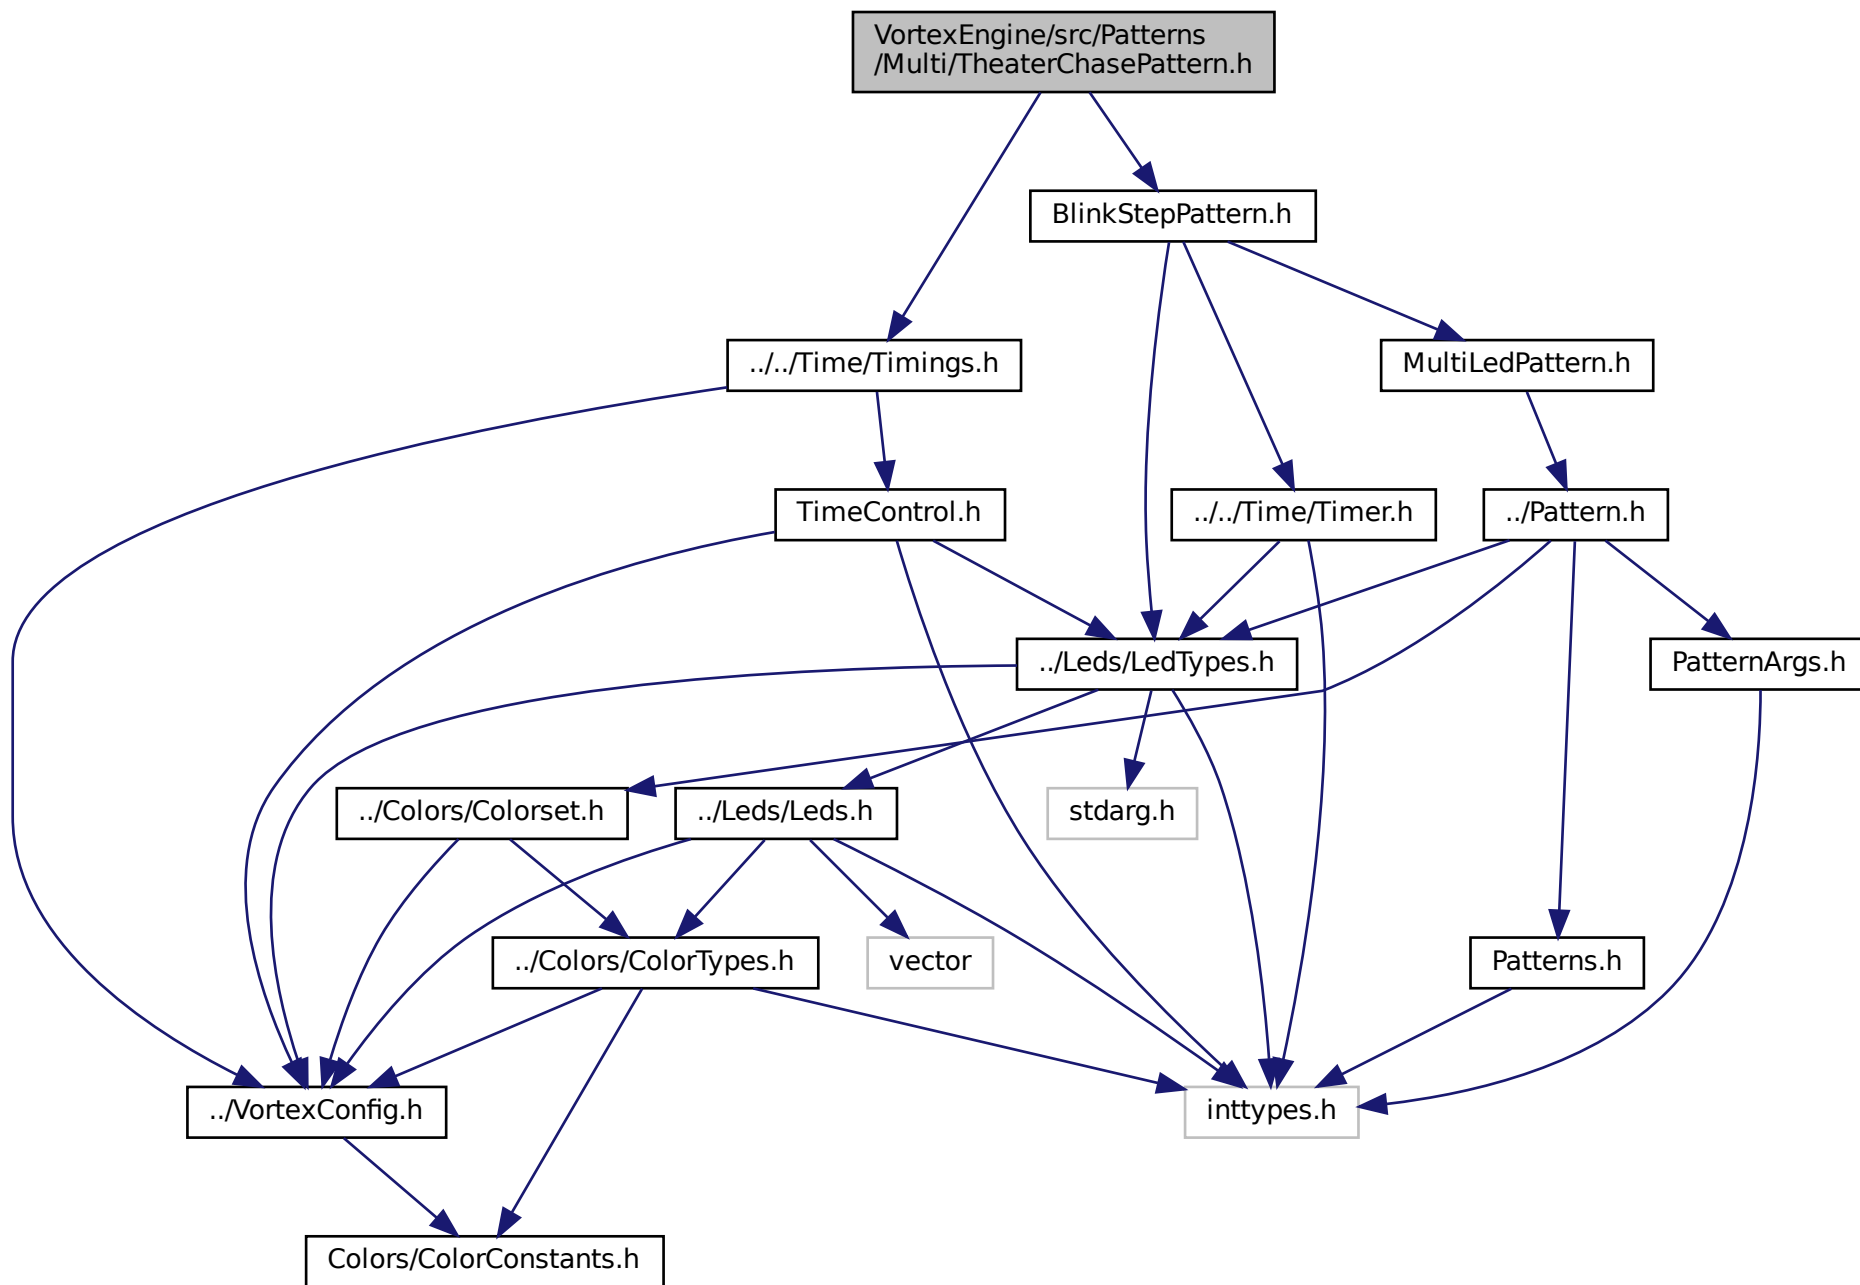 VortexEngine/src/Patterns
/Multi/TheaterChasePattern.h
BlinkStepPattern.h
../../Time/Timings.h
MultiLedPattern.h
TimeControl.h
../../Time/Timer.h
../Pattern.h
../Leds/LedTypes.h
PatternArgs.h
../Colors/Colorset.h
../Leds/Leds.h
stdarg.h
../Colors/ColorTypes.h
vector
Patterns.h
../VortexConfig.h
inttypes.h
Colors/ColorConstants.h